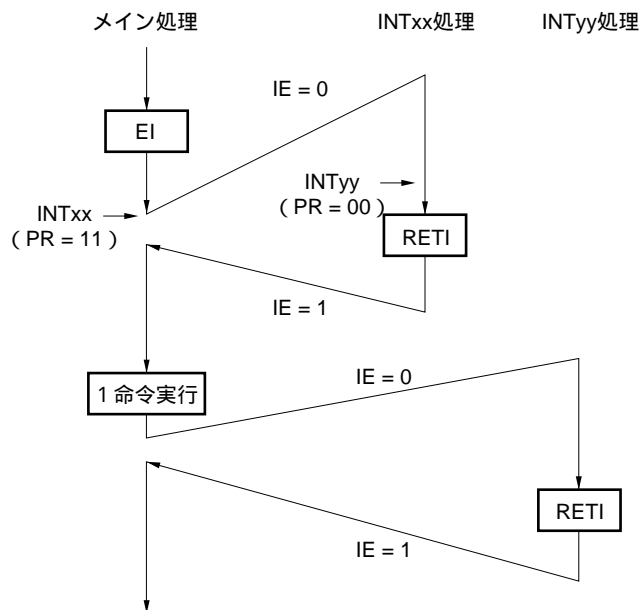 メイン処理
INTxx処理
INTyy処理
IE = 0
EI
INTyy
（PR = 00）
INTxx
（PR = 11）
RETI
IE = 1
IE = 0
１命令実行
RETI
IE = 1